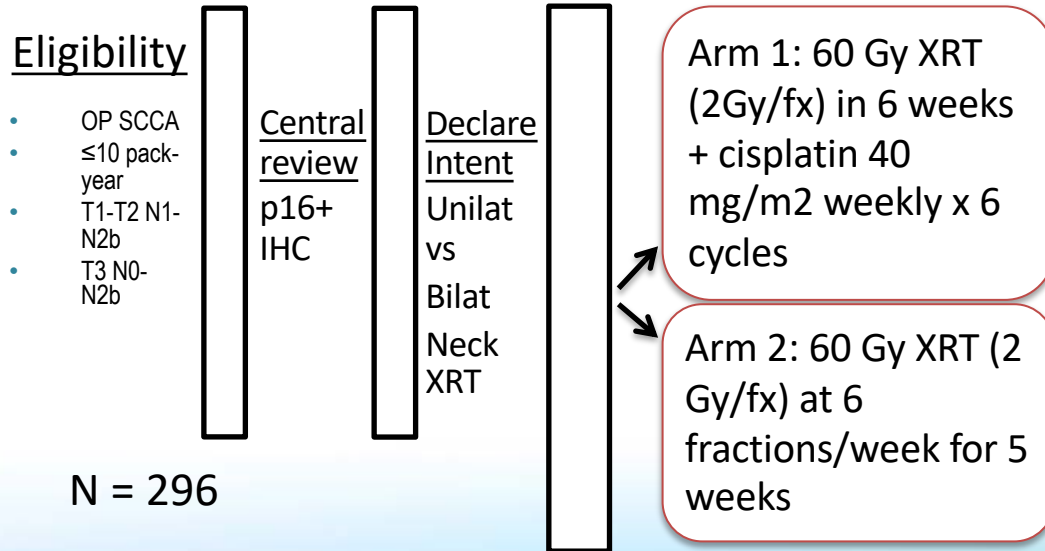 Eligibility
• OP SCCA
• ≤10 pack-
year
• T1-T2 N1-
N2b
• T3 N0-
N2b
N = 296
Central
review
p16+
IHC
Declare
Intent
Unilat
vs
Bilat
Neck
XRT
Arm 1: 60 Gy XRT
(2Gy/fx) in 6 weeks
+ cisplatin 40
mg/m2 weekly x 6
cycles
Arm 2: 60 Gy XRT (2
Gy/fx) at 6
fractions/week for 5
weeks